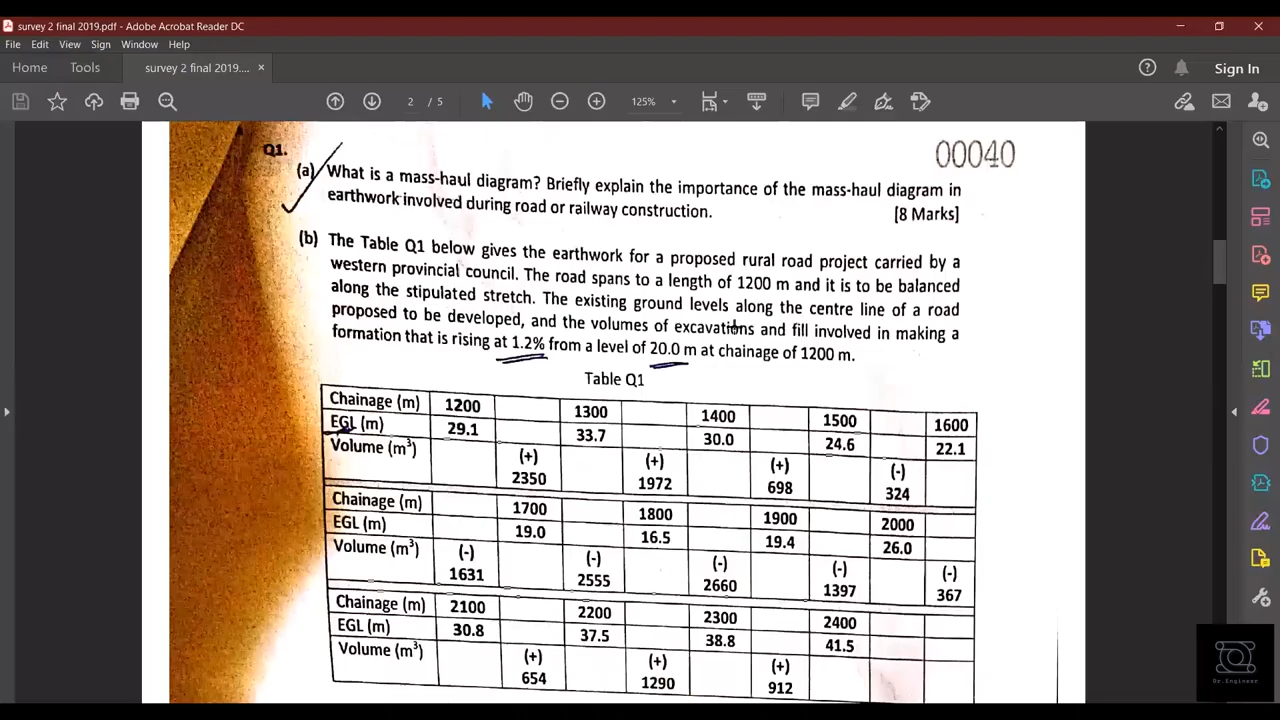 survey 2 final 2019.pdf - Adobe Acrobat Reader DC
File Edit View Sign Window Help
Home Tools survey 2 final 2019.... × Sign In
2 / 5 125%
00040
Q1.
(a) What is a mass-haul diagram? Briefly explain the importance of the mass-haul diagram in
earthwork involved during road or railway construction. [8 Marks]
(b) The Table Q1 below gives the earthwork for a proposed rural road project carried by a
western provincial council. The road spans to a length of 1200 m and it is to be balanced
along the stipulated stretch. The existing ground levels along the centre line of a road
proposed to be developed, and the volumes of excavations and fill involved in making a
formation that is rising at 1.2% from a level of 20.0 m at chainage of 1200 m.
Table Q1
Chainage (m) 1200 1300 1400 1500 1600
EGL (m) 29.1 33.7 30.0 24.6 22.1
Volume (m³) (+) 2350 (+) 1972 (+) 698 (-) 324
Chainage (m) 1700 1800 1900 2000
EGL (m) 19.0 16.5 19.4 26.0
Volume (m³) (-) 1631 (-) 2555 (-) 2660 (-) 1397 (-) 367
Chainage (m) 2100 2200 2300 2400
EGL (m) 30.8 37.5 38.8 41.5
Volume (m³) (+) 654 (+) 1290 (+) 912
Dr.Engineer